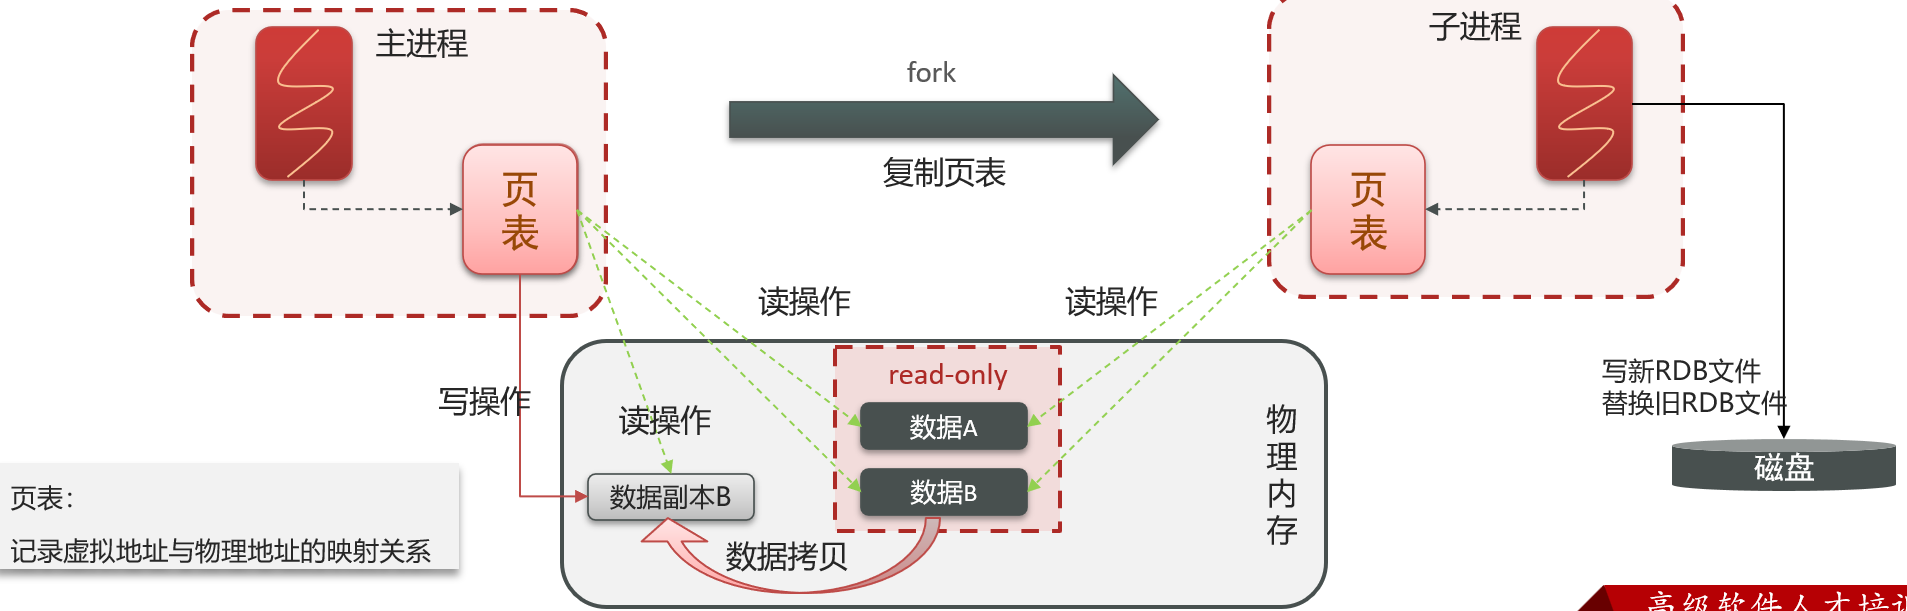 主进程
子进程
fork
复制页表
页表
页表
读操作
读操作
写操作
读操作
read-only
数据A
数据B
数据副本B
数据拷贝
物理内存
写新RDB文件
替换旧RDB文件
磁盘
页表：
记录虚拟地址与物理地址的映射关系
高级软件人才培训